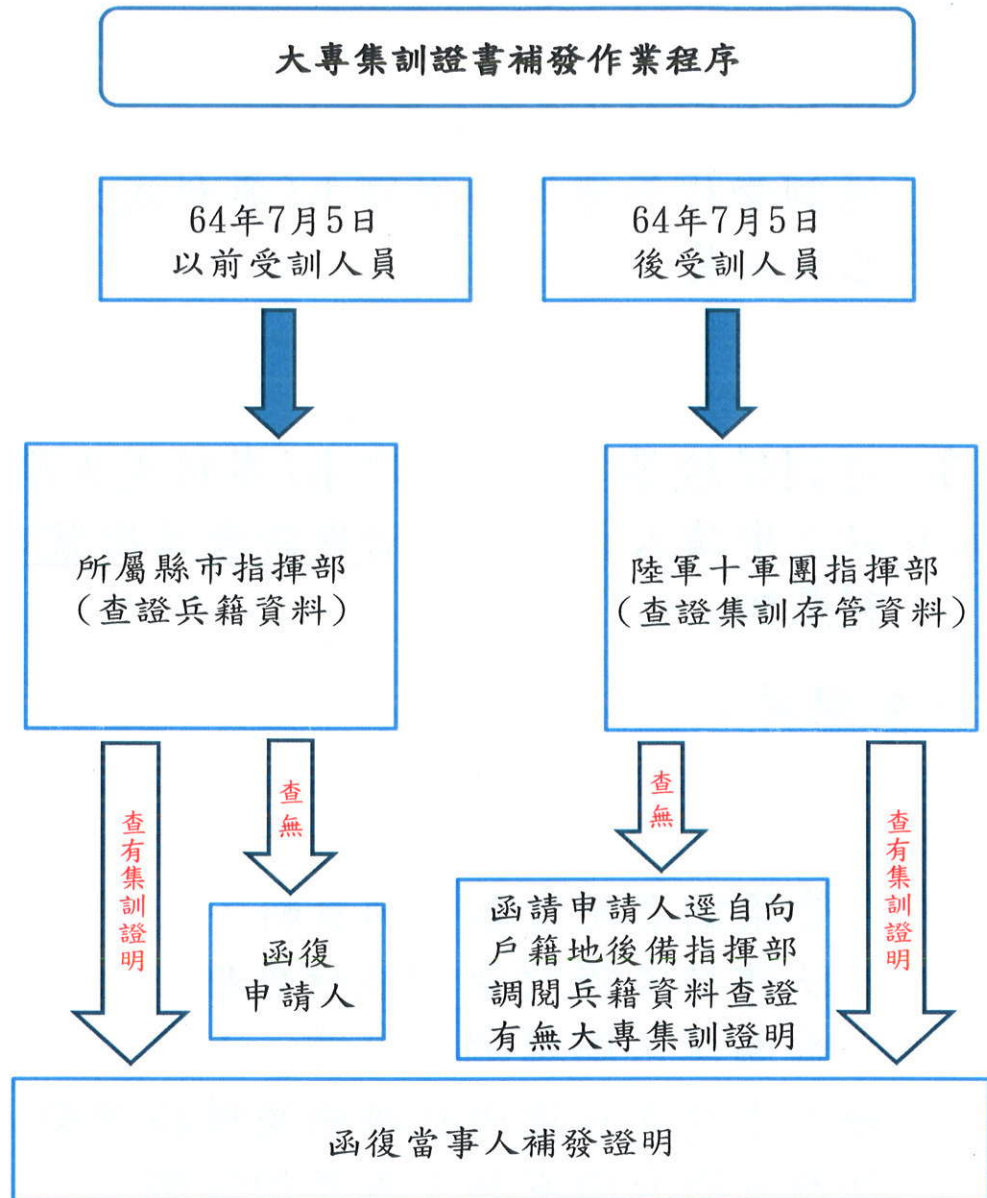 大專集訓證書補發作業程序
64年7月5日
以前受訓人員
64年7月5日
後受訓人員
所屬縣市指揮部
（查證兵籍資料）
陸軍十軍團指揮部
（查證集訓存管資料）
查有集訓證明
查無
查無
查有集訓證明
函復
申請人
函請申請人逕自向
戶籍地後備指揮部
調閱兵籍資料查證
有無大專集訓證明
函復當事人補發證明